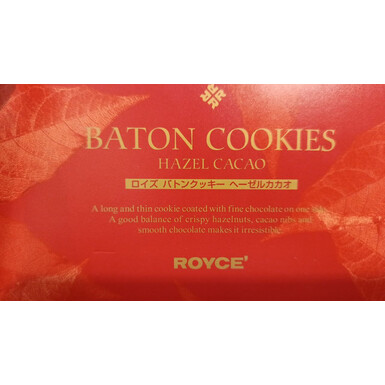 BATON COOKIES
HAZEL CACAO
ロイズ バトンクッキー ヘーゼルカカオ
A long and thin cookie coated with fine chocolate on one side.
A good balance of crispy hazelnuts, cacao nibs and
smooth chocolate makes it irresistible.
ROYCE'